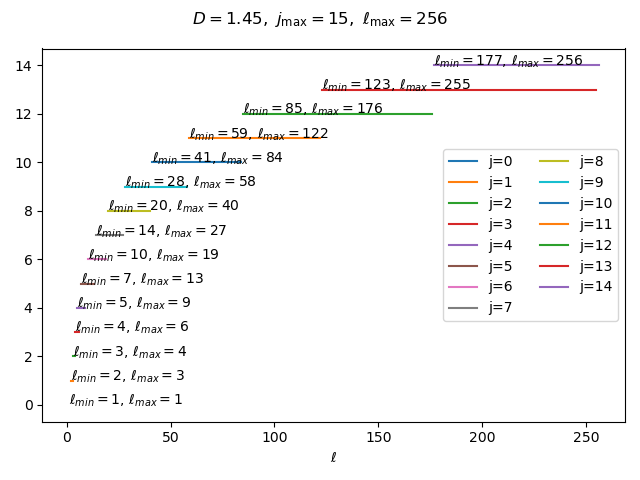 D = 1.45, j_max = 15, ℓ_max = 256
14
12
10
8
6
4
2
0
ℓ_min = 177, ℓ_max = 256
ℓ_min = 123, ℓ_max = 255
ℓ_min = 85, ℓ_max = 176
ℓ_min = 59, ℓ_max = 122
ℓ_min = 41, ℓ_max = 84
ℓ_min = 28, ℓ_max = 58
ℓ_min = 20, ℓ_max = 40
ℓ_min = 14, ℓ_max = 27
ℓ_min = 10, ℓ_max = 19
ℓ_min = 7, ℓ_max = 13
ℓ_min = 5, ℓ_max = 9
ℓ_min = 4, ℓ_max = 6
ℓ_min = 3, ℓ_max = 4
ℓ_min = 2, ℓ_max = 3
ℓ_min = 1, ℓ_max = 1
j=0
j=1
j=2
j=3
j=4
j=5
j=6
j=7
j=8
j=9
j=10
j=11
j=12
j=13
j=14
0 50 100 150 200 250
ℓ